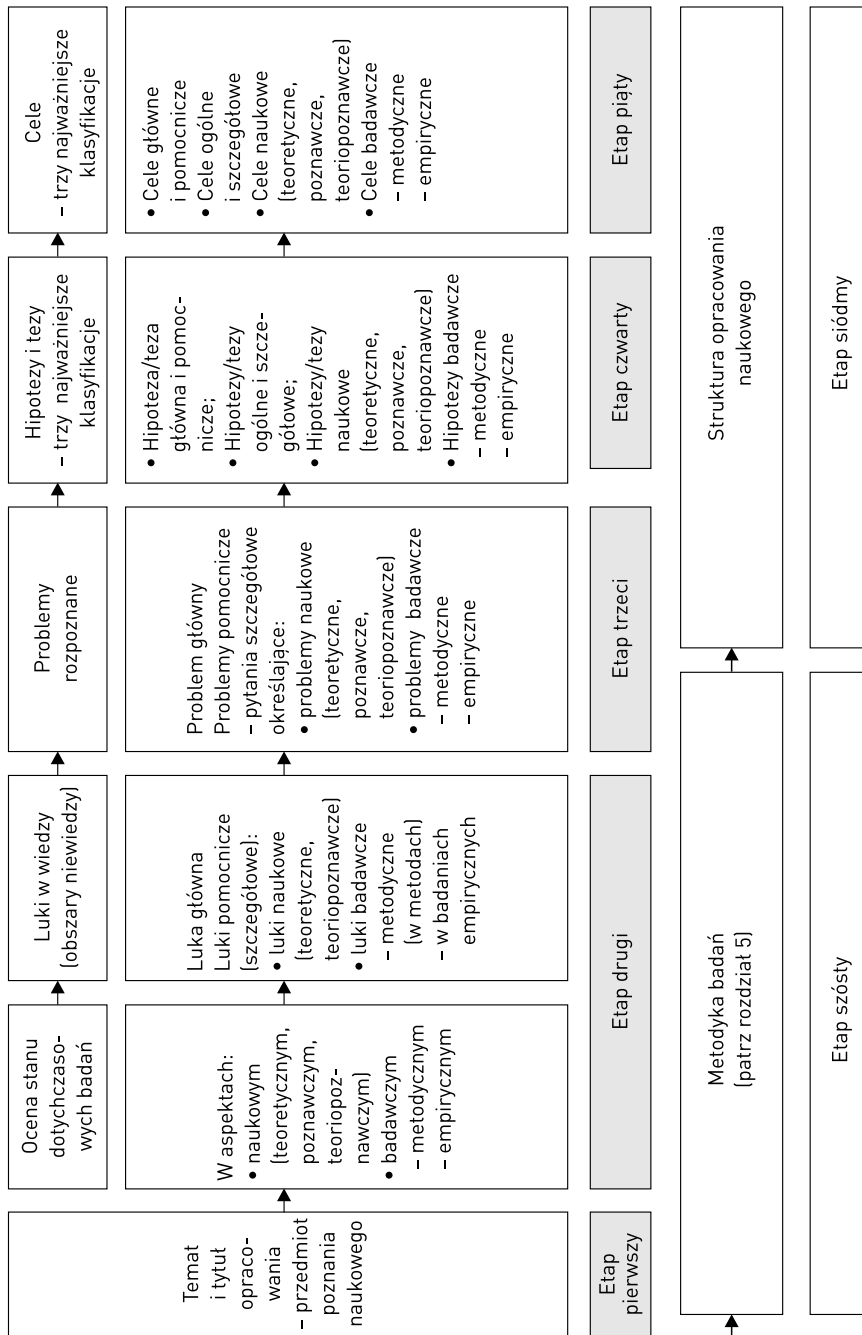 Temat
i tytuł
opraco-
wania
– przedmiot
poznania
naukowego
Ocena stanu
dotychczaso-
wych badań
Luki w wiedzy
(obszary niewiedzy)
Problemy
rozpoznane
Hipotezy i tezy
– trzy najważniejsze
klasyfikacje
Cele
– trzy najważniejsze
klasyfikacje
W aspektach:
• naukowym
(teoretycznym,
poznawczym,
teoriopoz-
nawczym)
• badawczym
– metodycznym
– empirycznym
Luka główna
Luki pomocnicze
(szczegółowe):
• luki naukowe
(teoretyczne,
teoriopoznawcze)
• luki badawcze
– metodyczne
(w metodach)
– w badaniach
empirycznych
Problem główny
Problemy pomocnicze
– pytania szczegółowe
określające:
• problemy naukowe
(teoretyczne,
poznawcze,
teoriopoznawcze)
• problemy badawcze
– metodyczne
– empiryczne
• Hipoteza/teza
główna i pomoc-
nicze;
• Hipotezy/tezy
ogólne i szcze-
gółowe;
• Hipotezy/tezy
naukowe
(teoretyczne,
poznawcze,
teoriopoznawcze)
• Hipotezy badawcze
– metodyczne
– empiryczne
• Cele główne
i pomocnicze
• Cele ogólne
i szczegółowe
• Cele naukowe
(teoretyczne,
poznawcze,
teoriopoznawcze)
• Cele badawcze
– metodyczne
– empiryczne
Etap
pierwszy
Etap drugi
Etap trzeci
Etap czwarty
Etap piąty
Metodyka badań
(patrz rozdział 5)
Struktura opracowania
naukowego
Etap szósty
Etap siódmy